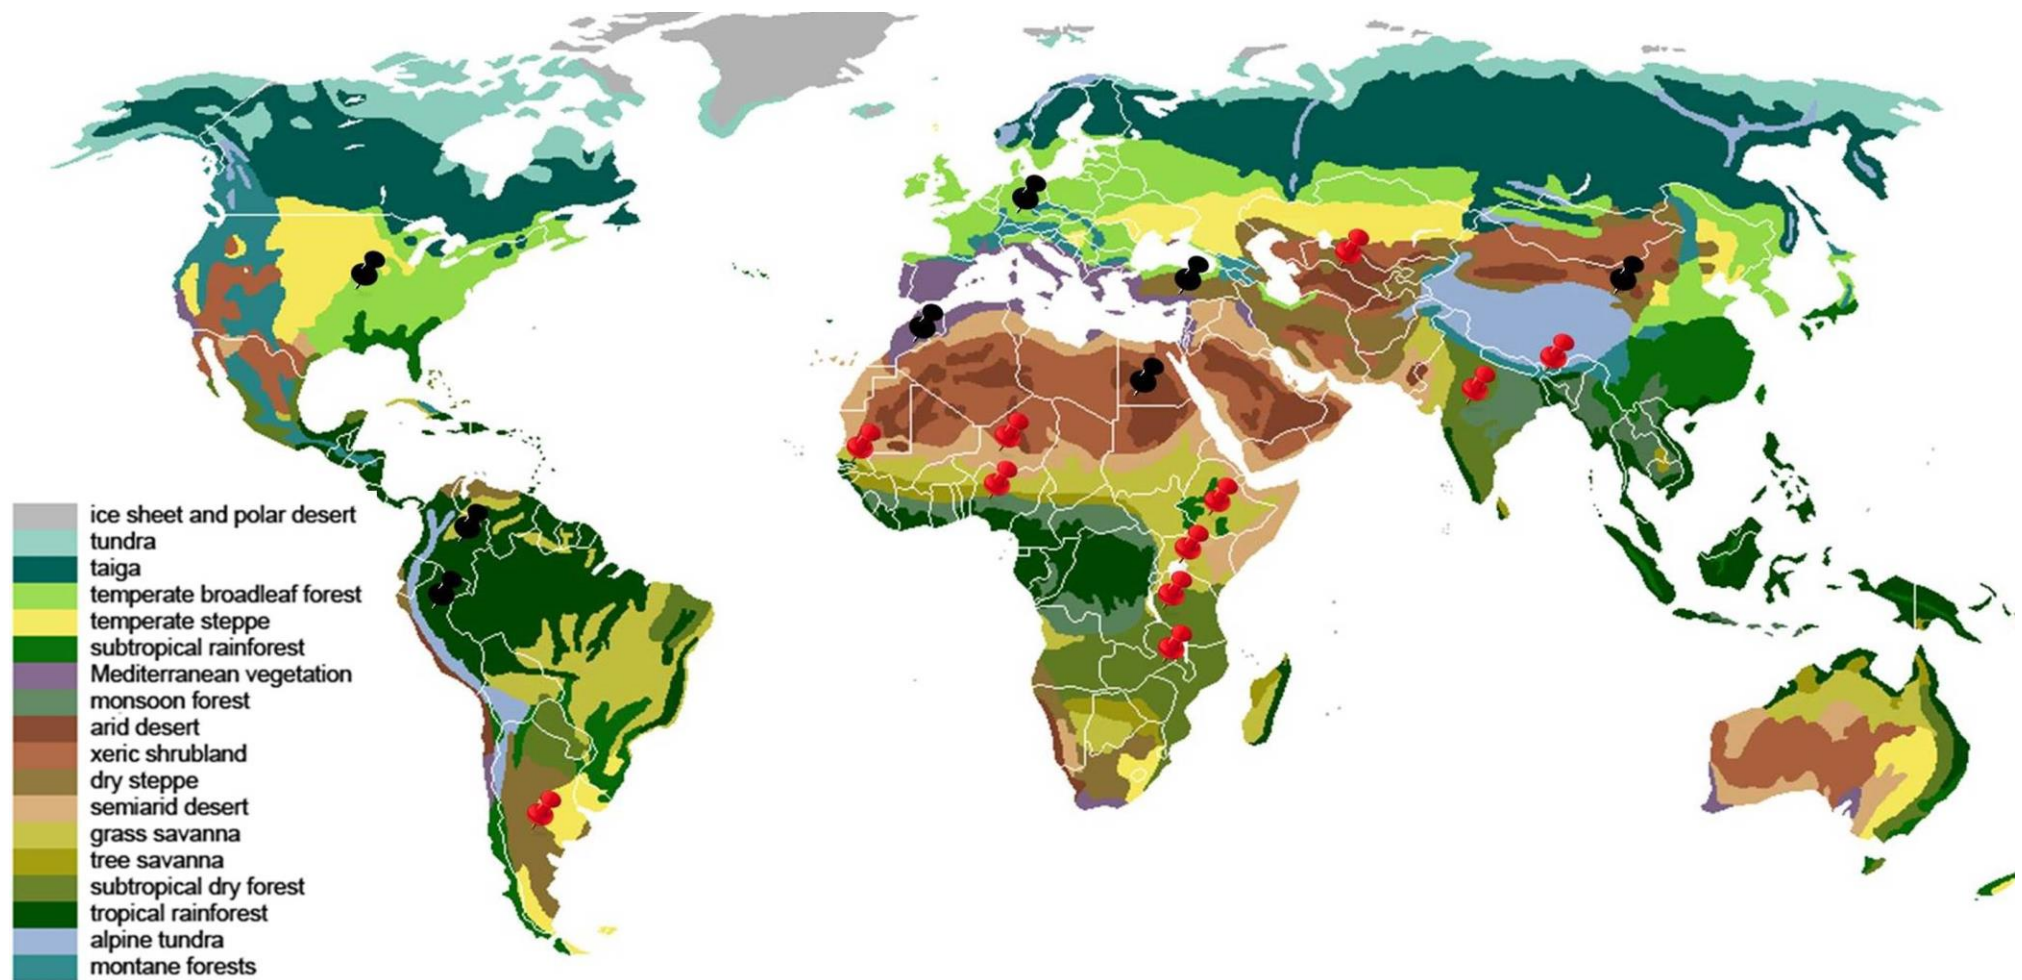 ice sheet and polar desert
tundra
taiga
temperate broadleaf forest
temperate steppe
subtropical rainforest
Mediterranean vegetation
monsoon forest
arid desert
xeric shrubland
dry steppe
semiarid desert
grass savanna
tree savanna
subtropical dry forest
tropical rainforest
alpine tundra
montane forests